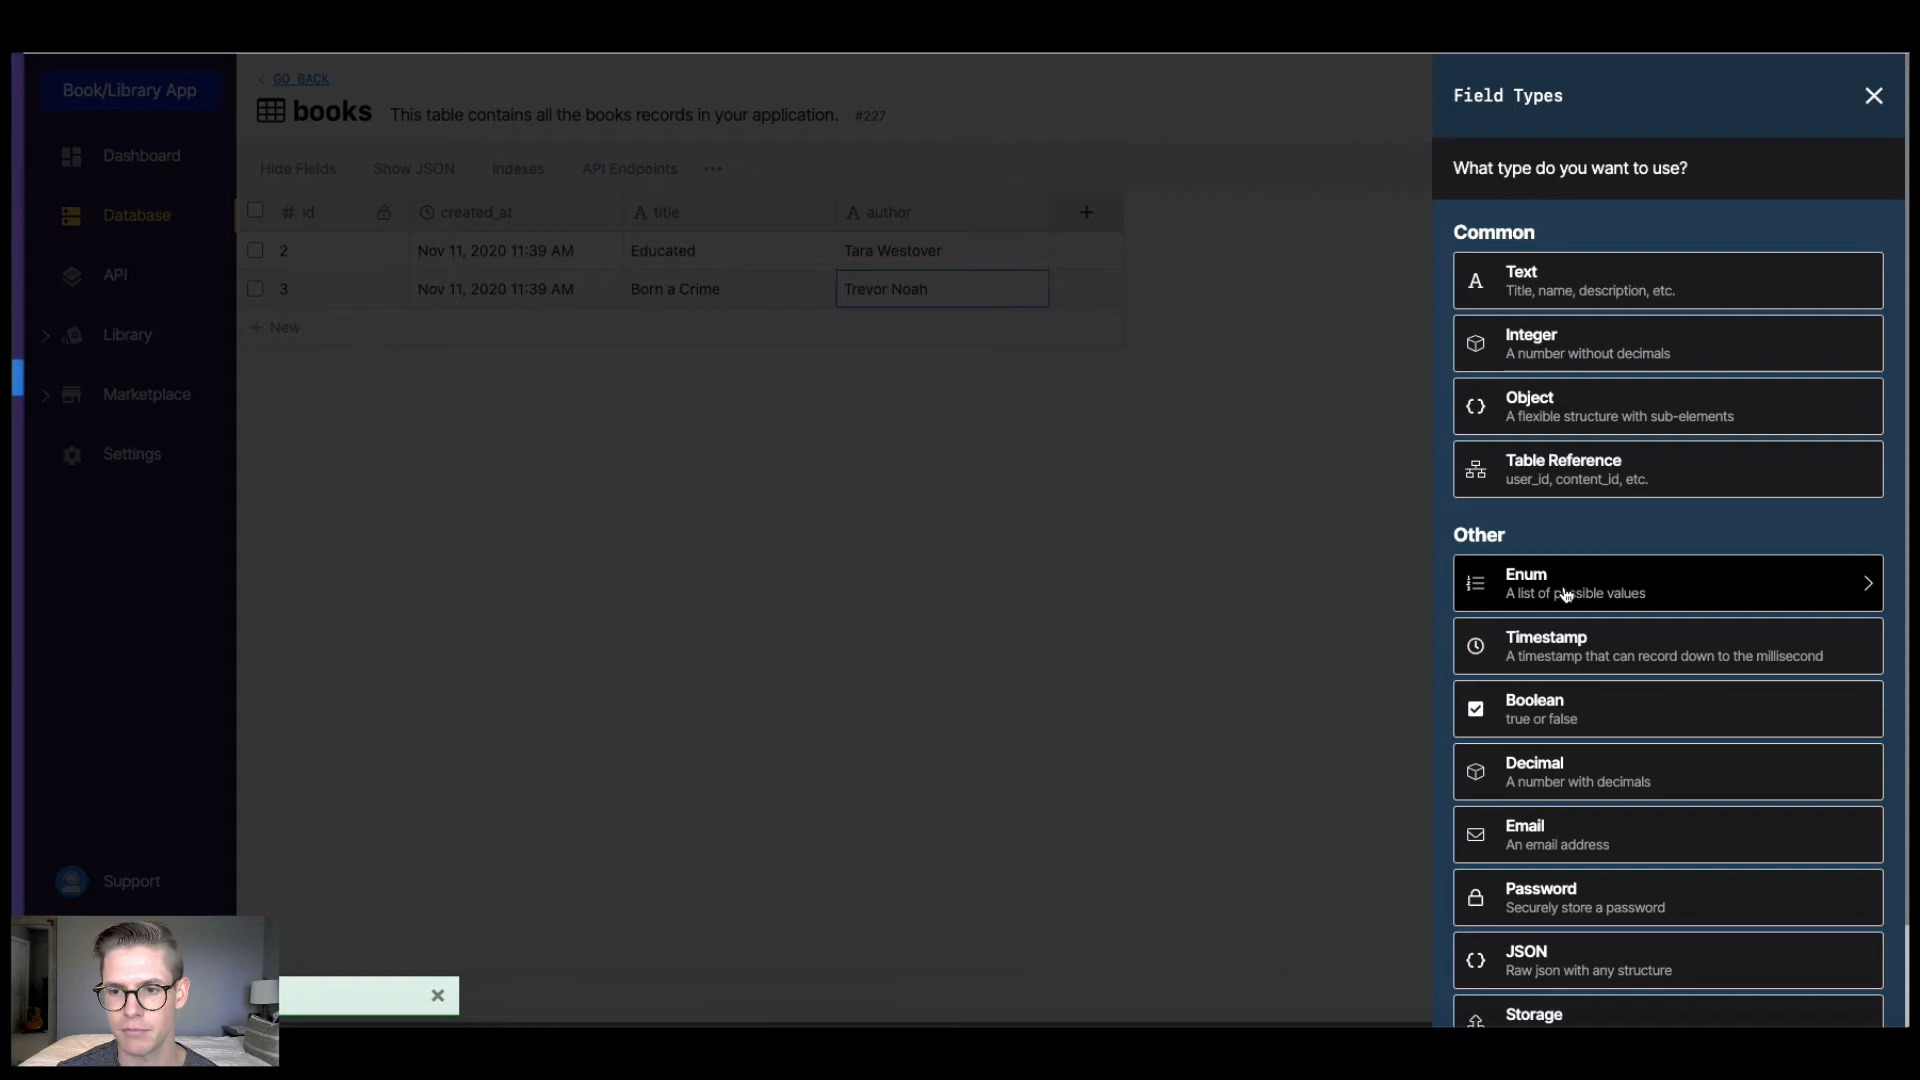 Book/Library App
Dashboard
Database
API
Library
Marketplace
Settings
Support
GO BACK
books This table contains all the books records in your application. #227
Hide Fields Show JSON Indexes API Endpoints ...
# id created_at A title A author +
2 Nov 11, 2020 11:39 AM Educated Tara Westover
3 Nov 11, 2020 11:39 AM Born a Crime Trevor Noah
+ New
Field Types
What type do you want to use?
Common
A Text
Title, name, description, etc.
Integer
A number without decimals
{} Object
A flexible structure with sub-elements
Table Reference
user_id, content_id, etc.
Other
Enum
A list of possible values
Timestamp
A timestamp that can record down to the millisecond
Boolean
true or false
Decimal
A number with decimals
Email
An email address
Password
Securely store a password
{} JSON
Raw json with any structure
Storage